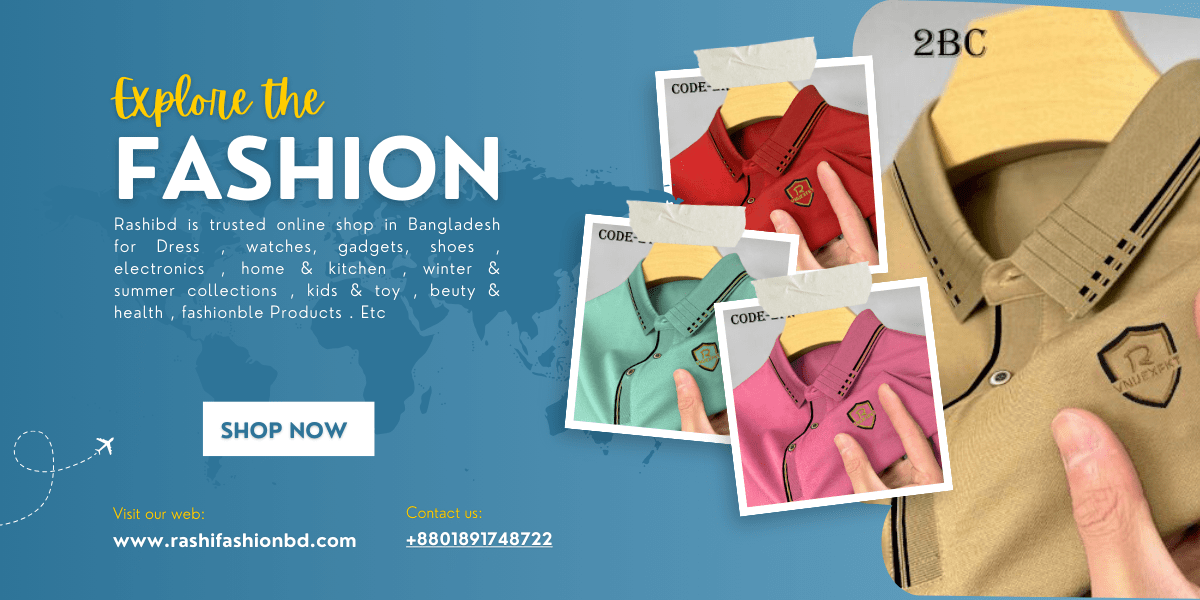 2BC
Explore the
FASHION
Rashibd is trusted online shop in Bangladesh
for Dress , watches, gadgets, shoes ,
electronics , home & kitchen , winter &
summer collections , kids & toy , beuty &
health , fashionble Products . Etc
SHOP NOW
Visit our web:
www.rashifashionbd.com
Contact us:
+8801891748722
CODE-
CODE-
CODE-
R
VNUEXPKT